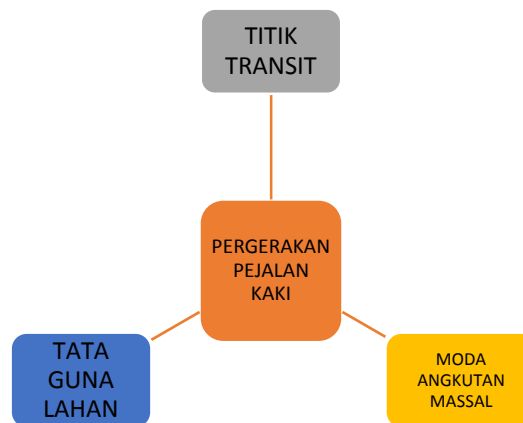 TITIK
TRANSIT
PERGERAKAN
PEJALAN
KAKI
TATA
GUNA
LAHAN
MODA
ANGKUTAN
MASSAL